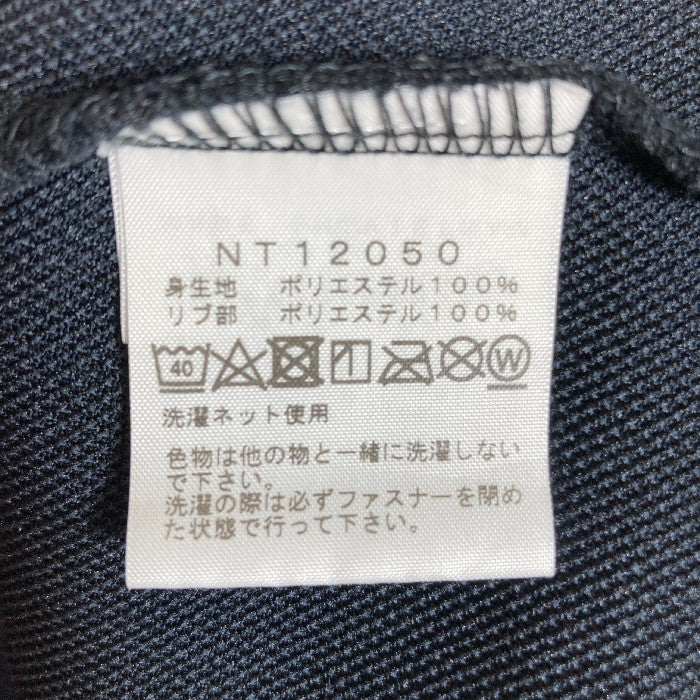 NT12050
身生地 ポリエステル100%
リブ部 ポリエステル100%
40 W
洗濯ネット使用
色物は他の物と一緒に洗濯しない
で下さい。
洗濯の際は必ずファスナーを閉め
た状態で行って下さい。